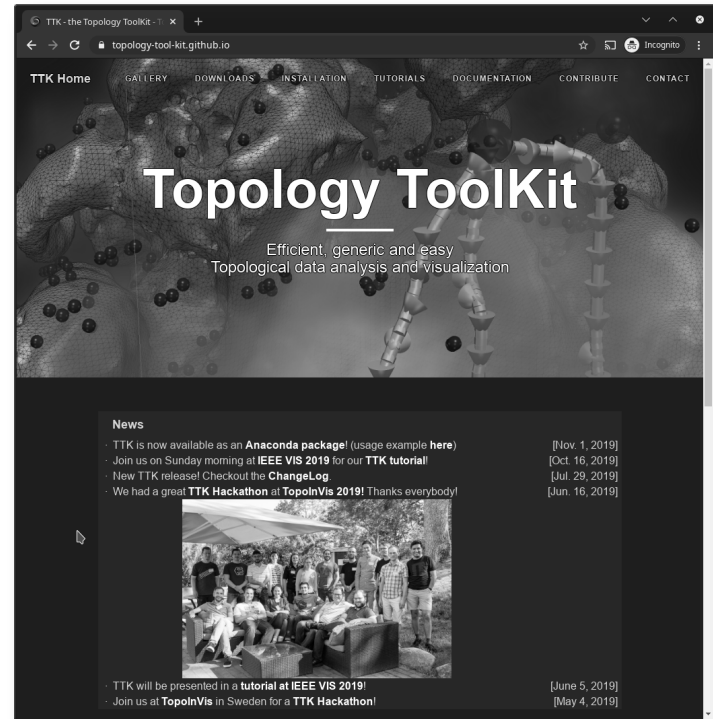 TTK - the Topology ToolKit - T
topology-tool-kit.github.io
Incognito
TTK Home GALLERY DOWNLOADS INSTALLATION TUTORIALS DOCUMENTATION CONTRIBUTE CONTACT
Topology ToolKit
Efficient, generic and easy
Topological data analysis and visualization
News
· TTK is now available as an Anaconda package! (usage example here) [Nov. 1, 2019]
· Join us on Sunday morning at IEEE VIS 2019 for our TTK tutorial! [Oct. 16, 2019]
· New TTK release! Checkout the ChangeLog. [Jul. 29, 2019]
· We had a great TTK Hackathon at TopoInVis 2019! Thanks everybody! [Jun. 16, 2019]
· TTK will be presented in a tutorial at IEEE VIS 2019! [June 5, 2019]
· Join us at TopoInVis in Sweden for a TTK Hackathon! [May 4, 2019]